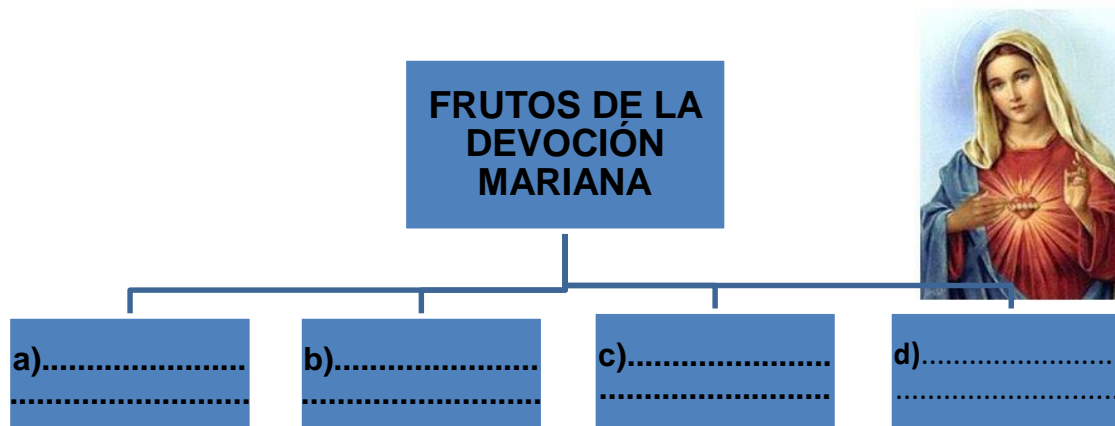 FRUTOS DE LA
DEVOCIÓN
MARIANA
a)......................
..........................
b)......................
..........................
c)......................
.........................
d)......................
..........................